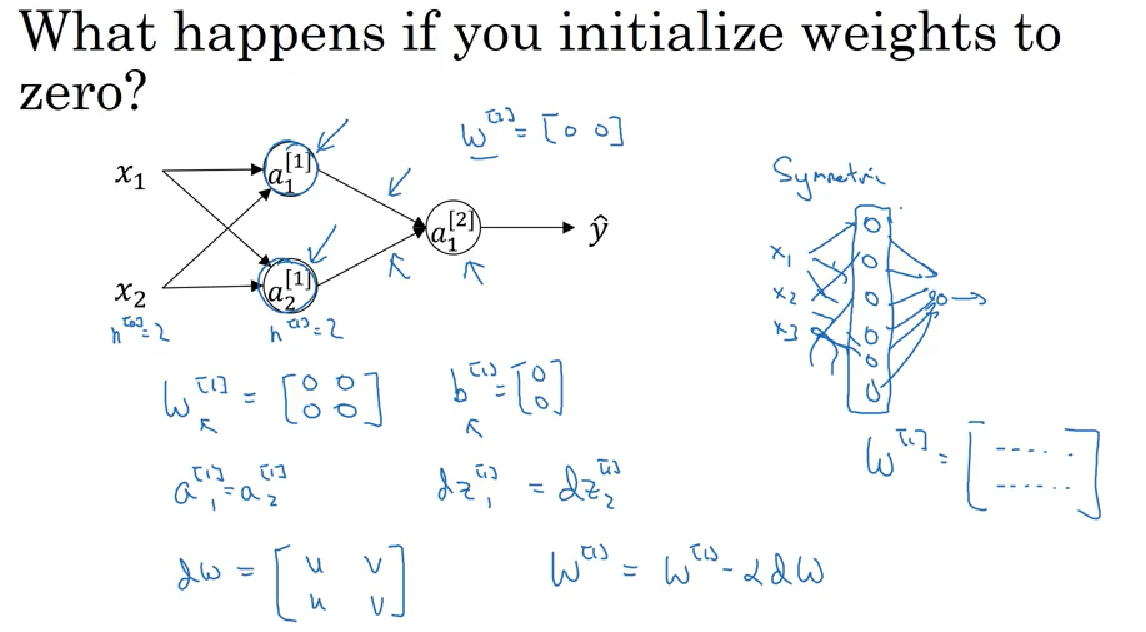 What happens if you initialize weights to
zero?
w^[2] = [0 0]
x₁
a₁^[1]
a₁^[2]
ŷ
x₂
a₂^[1]
n^[0] = 2
n^[1] = 2
Symmetric
x₁
x₂
x₃
W^[1] = [0 0
0 0]
b^[1] = [0
0]
W^[1] = [-----
------]
a₁^[1] = a₂^[1]
dz₁^[1] = dz₂^[1]
dW = [u v
u v]
W^[1] = W^[1] - αdW